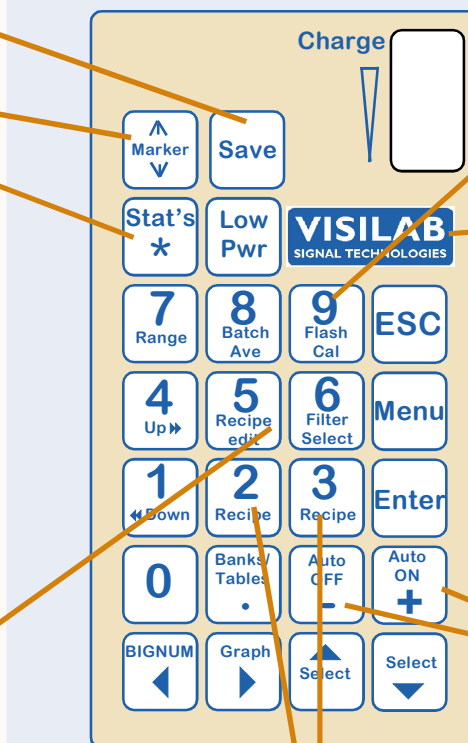 Charge
Marker
Save
Stat's
*
Low
Pwr
VISILAB
SIGNAL TECHNOLOGIES
7
Range
8
Batch
Ave
9
Flash
Cal
ESC
4
Up
5
Recipe
edit
6
Filter
Select
Menu
1
Down
2
Recipe
3
Recipe
Enter
0
Banks/
Tables
.
Auto
OFF
-
Auto
ON
+
BIGNUM
Graph
Select
Select